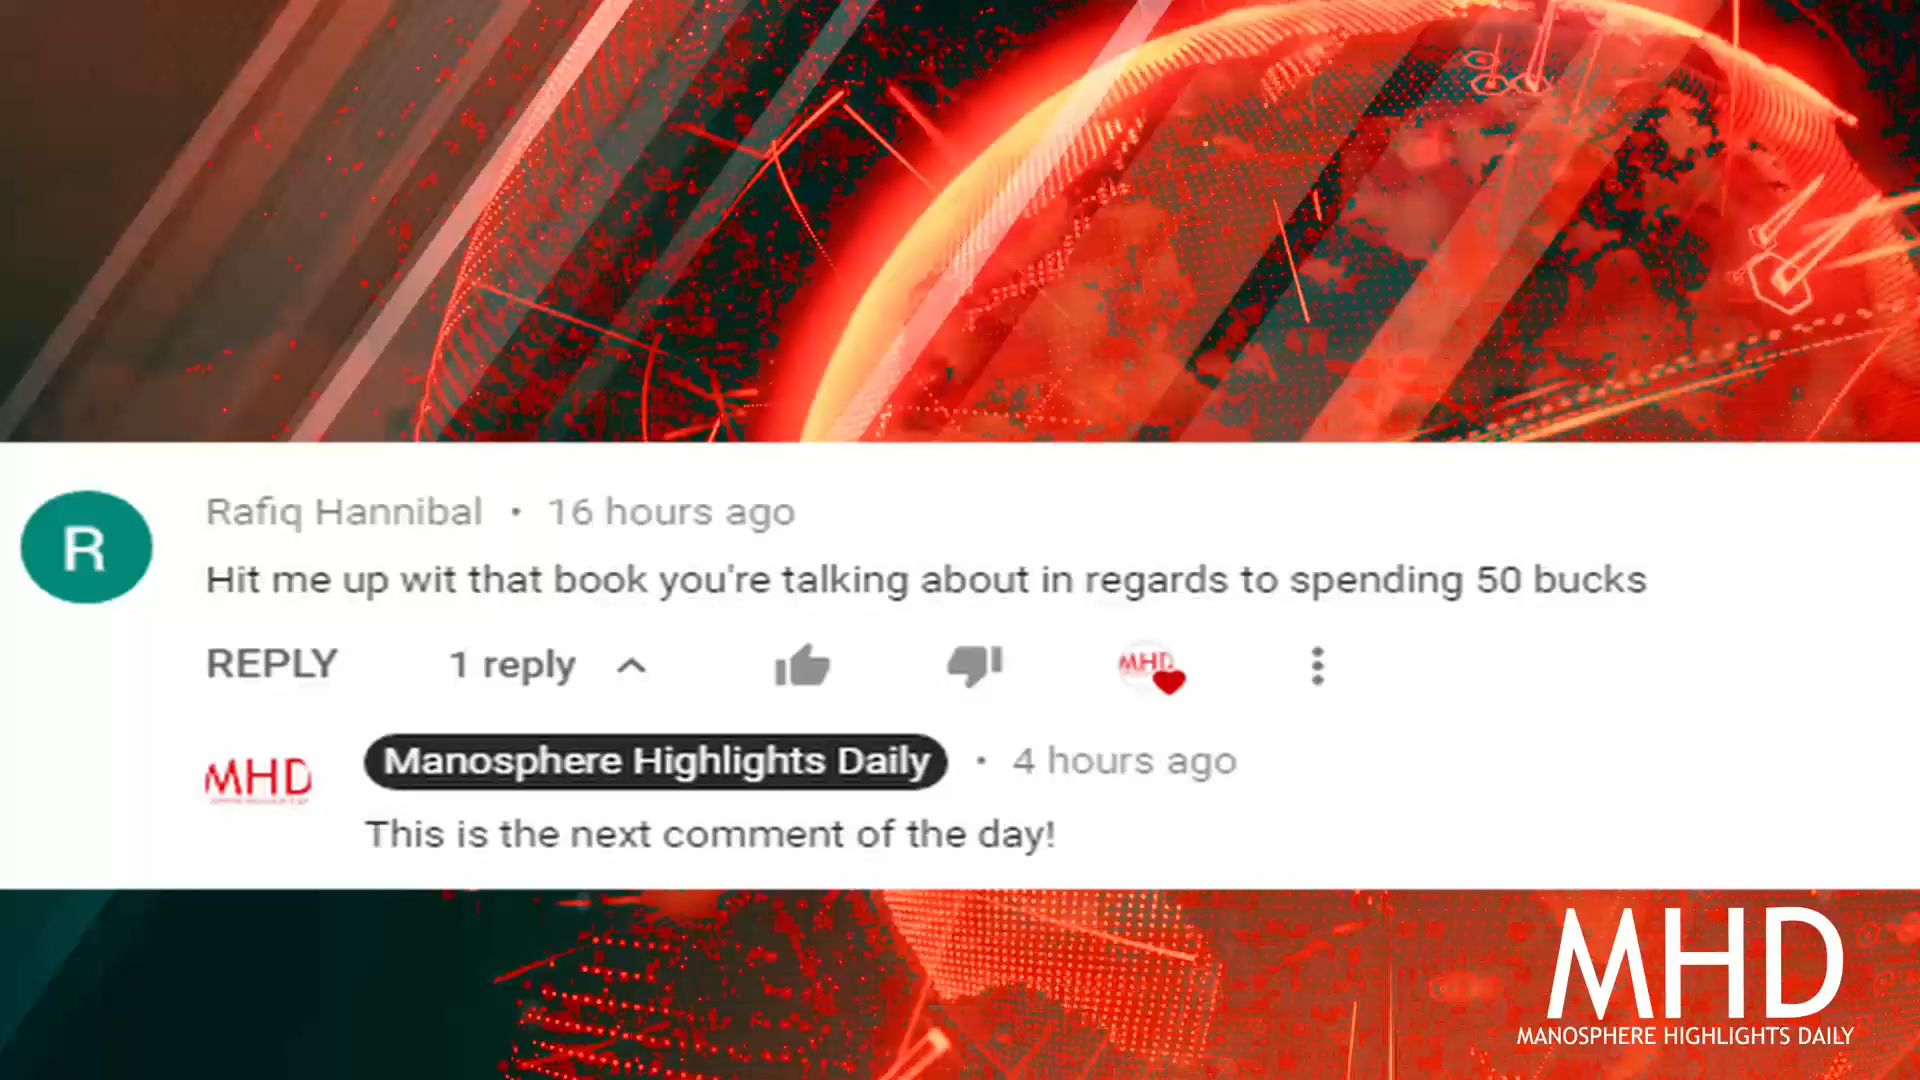 R
Rafiq Hannibal • 16 hours ago
Hit me up wit that book you're talking about in regards to spending 50 bucks
REPLY 1 reply
MHD
MHD
Manosphere Highlights Daily • 4 hours ago
This is the next comment of the day!
MHD
MANOSPHERE HIGHLIGHTS DAILY